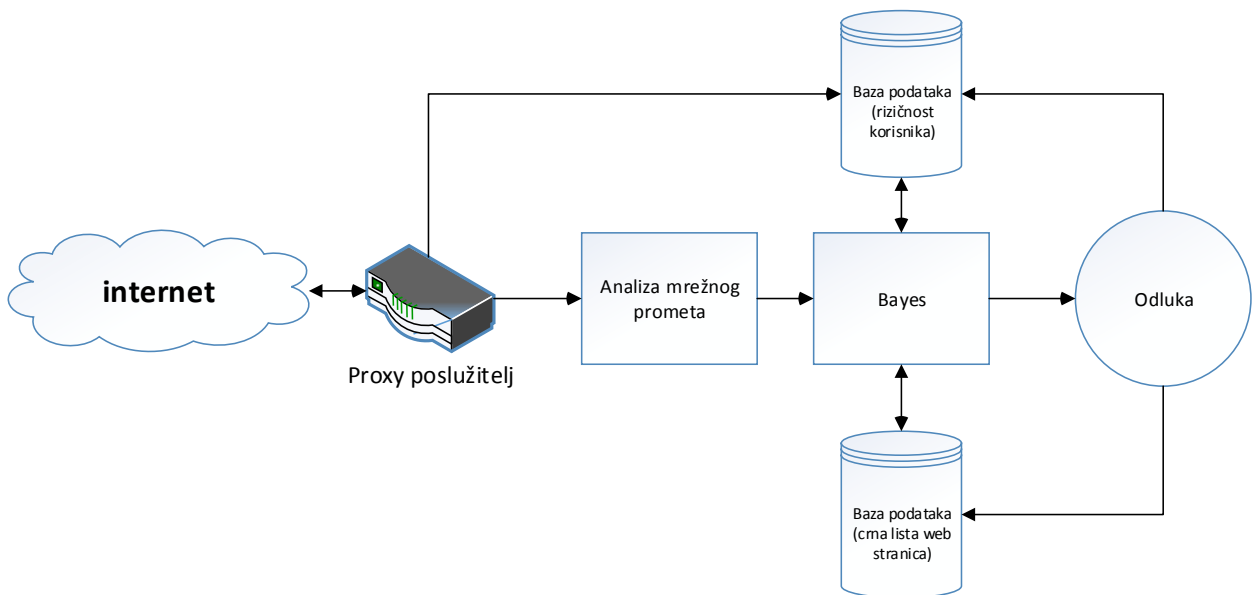 internet
Proxy poslužitelj
Analiza mrežnog
prometa
Baza podataka
(rizičnost
korisnika)
Bayes
Baza podataka
(crna lista web
stranica)
Odluka